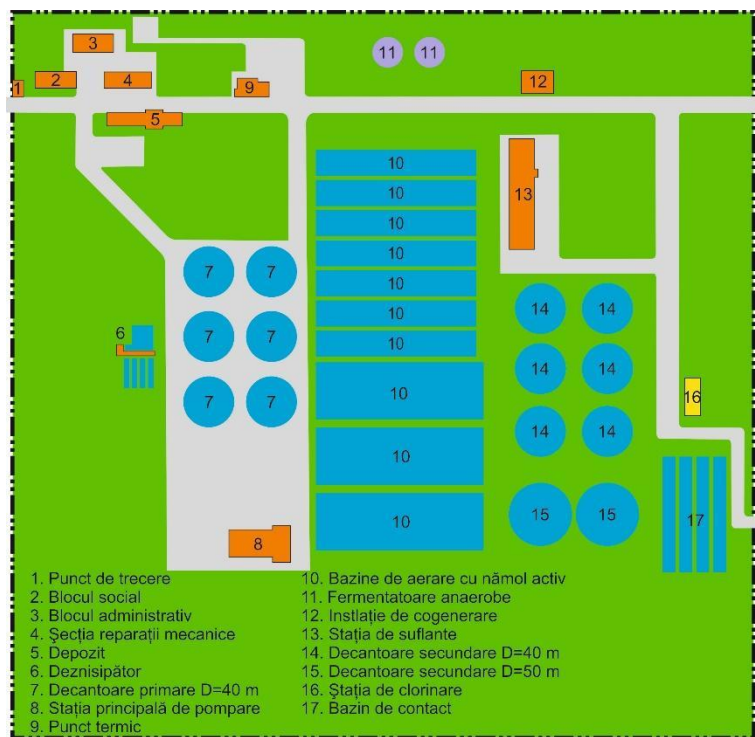 3
11 11
2 4
1 9 12
5
10
10 13
10
7 7 10
10
14 14
10
6 7 7
10
14 14
10 16
7 7
14 14
10
15 15 17
10
8
1. Punct de trecere
2. Blocul social
3. Blocul administrativ
4. Şecția reparații mecanice
5. Depozit
6. Deznisipător
7. Decantoare primare D=40 m
8. Stația principală de pompare
9. Punct termic
10. Bazine de aerare cu nămol activ
11. Fermentatoare anaerobe
12. Instlație de cogenerare
13. Stația de suflante
14. Decantoare secundare D=40 m
15. Decantoare secundare D=50 m
16. Ștația de clorinare
17. Bazin de contact